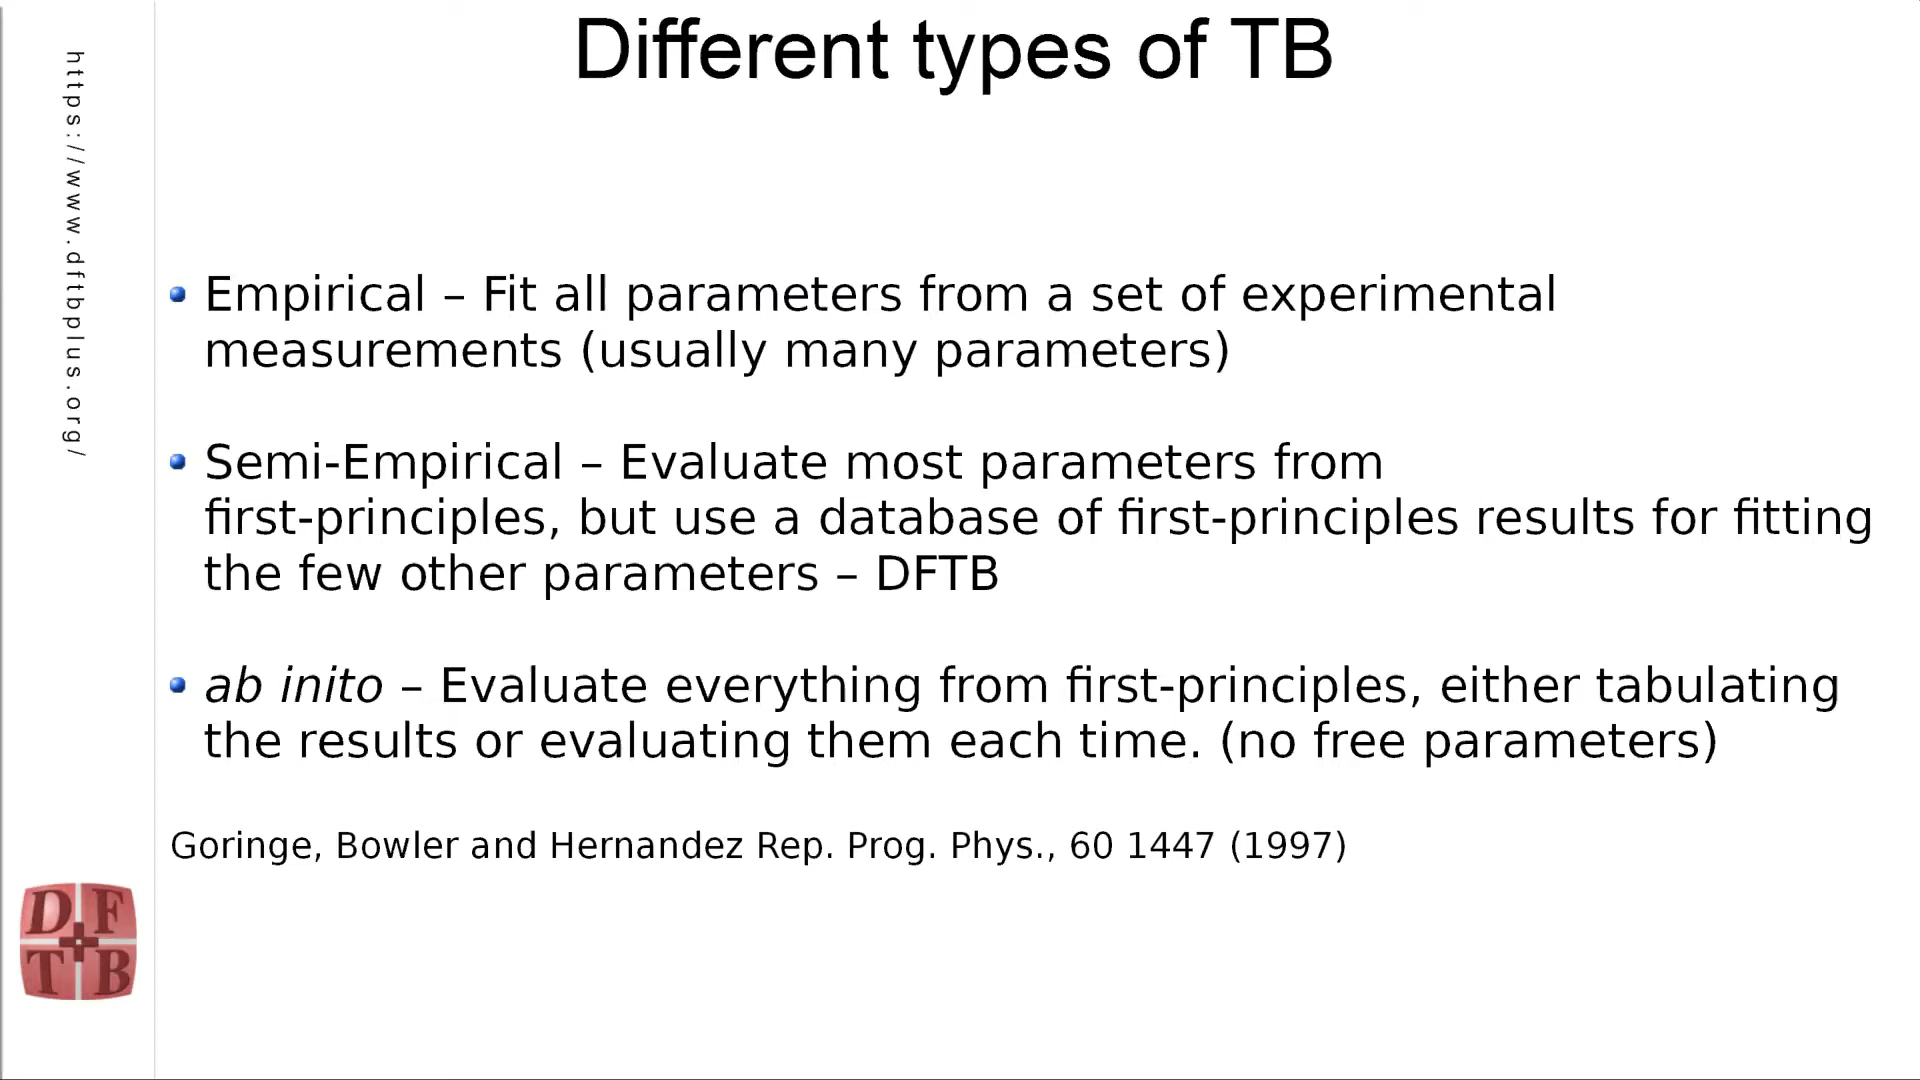 Different types of TB
https://www.dftbplus.org/
Empirical – Fit all parameters from a set of experimental
measurements (usually many parameters)
Semi-Empirical – Evaluate most parameters from
first-principles, but use a database of first-principles results for fitting
the few other parameters – DFTB
ab inito – Evaluate everything from first-principles, either tabulating
the results or evaluating them each time. (no free parameters)
Goringe, Bowler and Hernandez Rep. Prog. Phys., 60 1447 (1997)
D F
T B